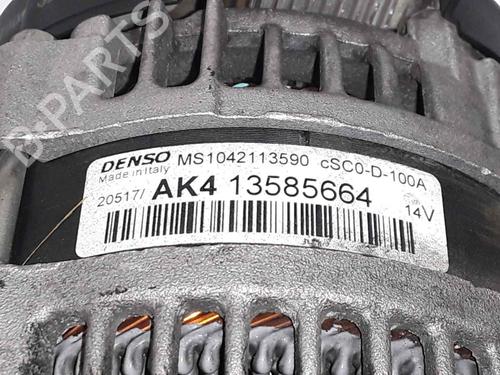 B-PARTS
DENSO MS1042113590 cSC0-D-100A
Made in Italy
20517/ AK4 13585664
14V